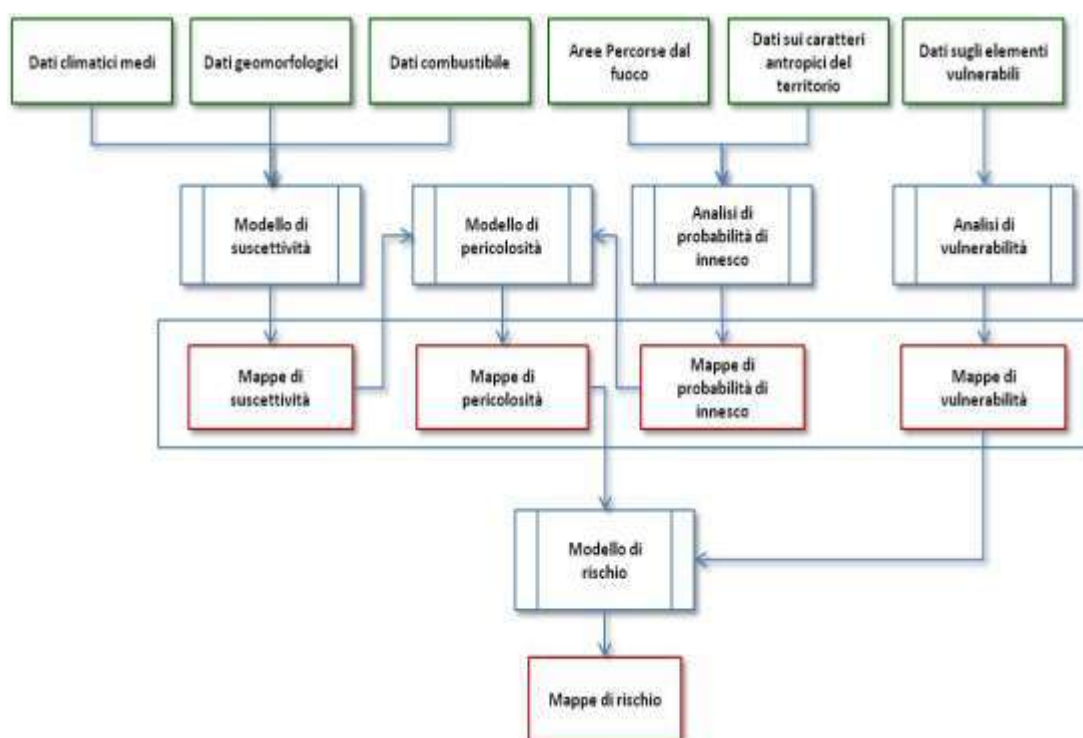 Dati climatici medi
Dati geomorfologici
Dati combustibile
Aree Percorse dal
fuoco
Dati sui caratteri
antropici del
territorio
Dati sugli elementi
vulnerabili
Modello di
suscettività
Modello di
pericolosità
Analisi di
probabilità di
innesco
Analisi di
vulnerabilità
Mappe di
suscettività
Mappe di
pericolosità
Mappe di
probabilità di
innesco
Mappe di
vulnerabilità
Modello di
rischio
Mappe di rischio